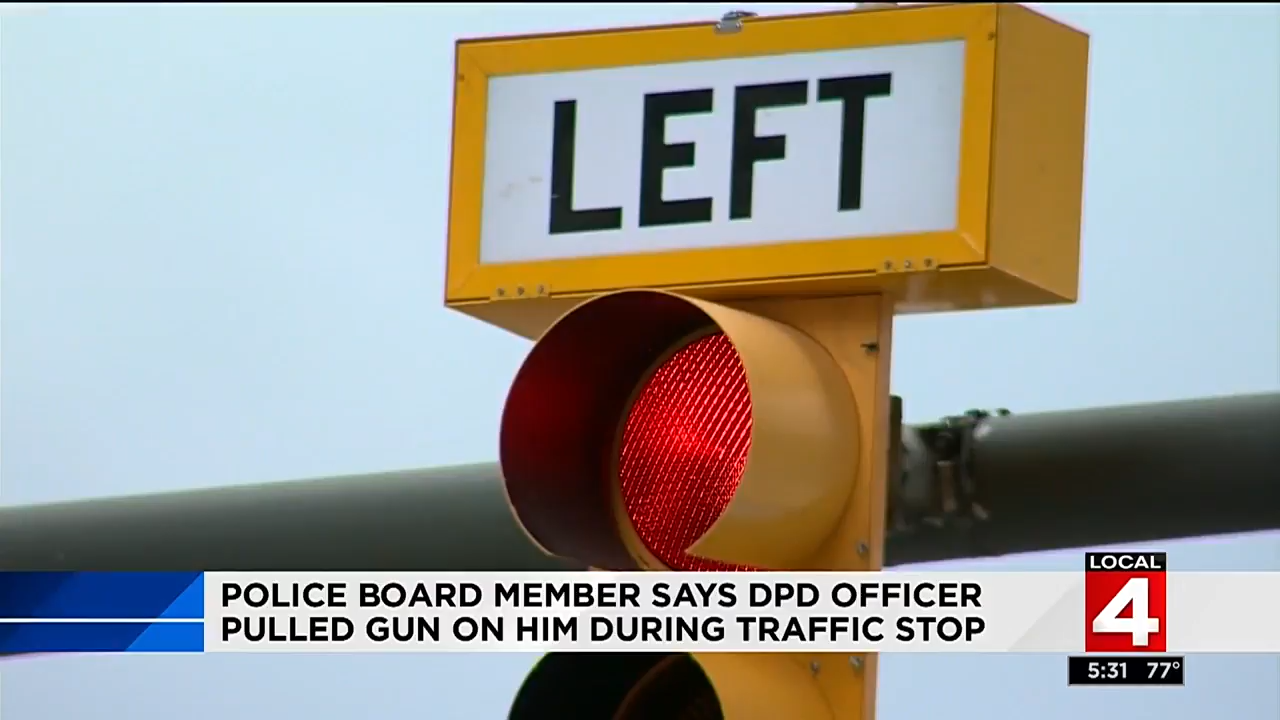 LEFT
POLICE BOARD MEMBER SAYS DPD OFFICER
PULLED GUN ON HIM DURING TRAFFIC STOP
LOCAL
4
5:31 77°